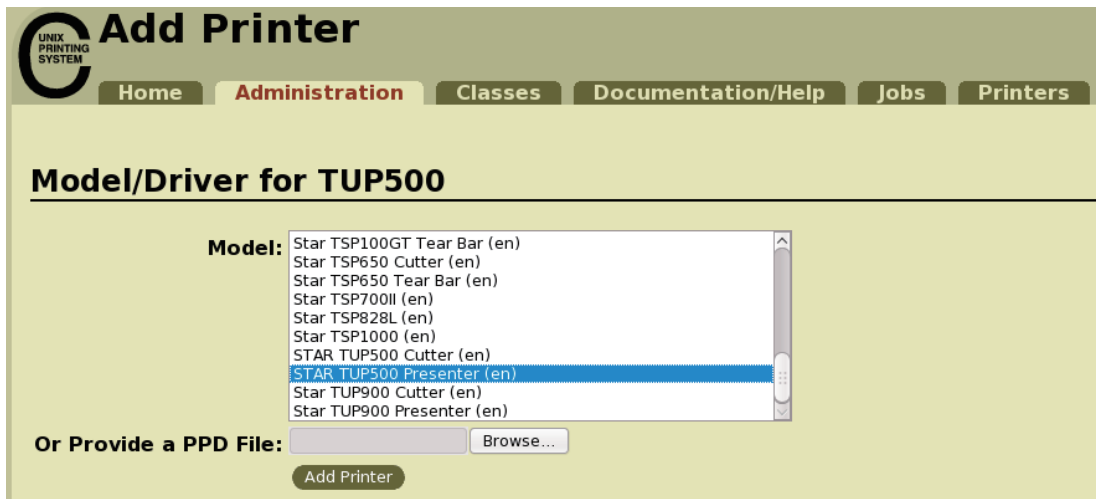 UNIX
PRINTING
SYSTEM
Add Printer
Home Administration Classes Documentation/Help Jobs Printers
Model/Driver for TUP500
Model:
Star TSP100GT Tear Bar (en)
Star TSP650 Cutter (en)
Star TSP650 Tear Bar (en)
Star TSP700II (en)
Star TSP828L (en)
Star TSP1000 (en)
STAR TUP500 Cutter (en)
STAR TUP500 Presenter (en)
Star TUP900 Cutter (en)
Star TUP900 Presenter (en)
Or Provide a PPD File: Browse...
Add Printer